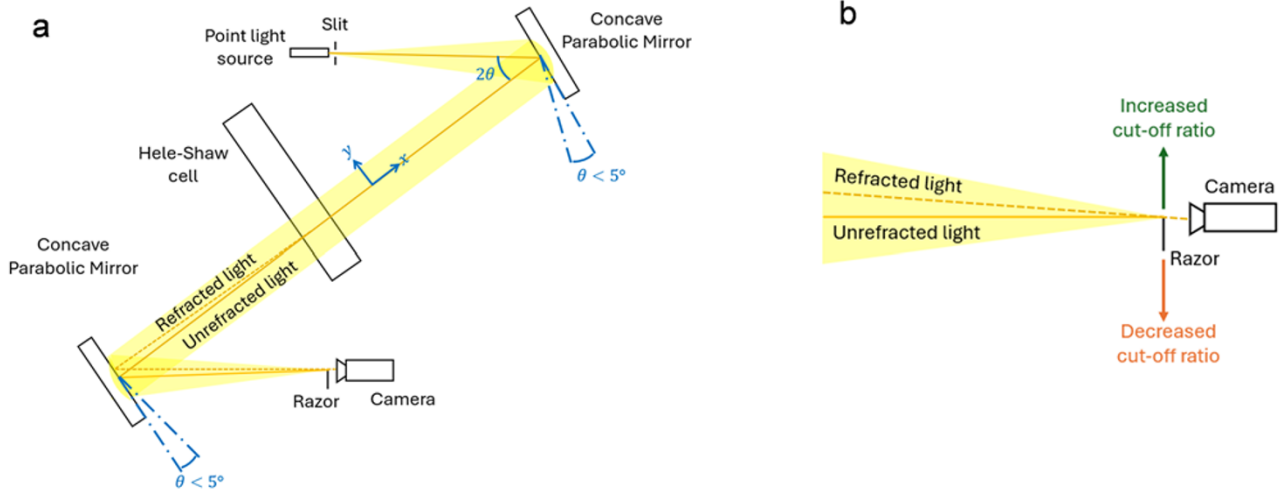 a
Slit
Point light
source
Concave
Parabolic Mirror
2θ
Hele-Shaw
cell
y
x
θ < 5°
Concave
Parabolic Mirror
Refracted light
Unrefracted light
Razor
Camera
θ < 5°
b
Increased
cut-off ratio
Refracted light
Camera
Unrefracted light
Razor
Decreased
cut-off ratio